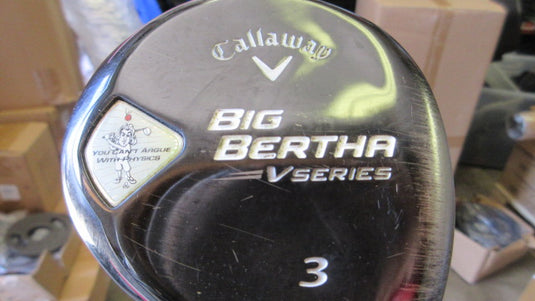 Callaway
BIG
BERTHA
V SERIES
YOU CAN'T ARGUE
WITH PHYSICS
3